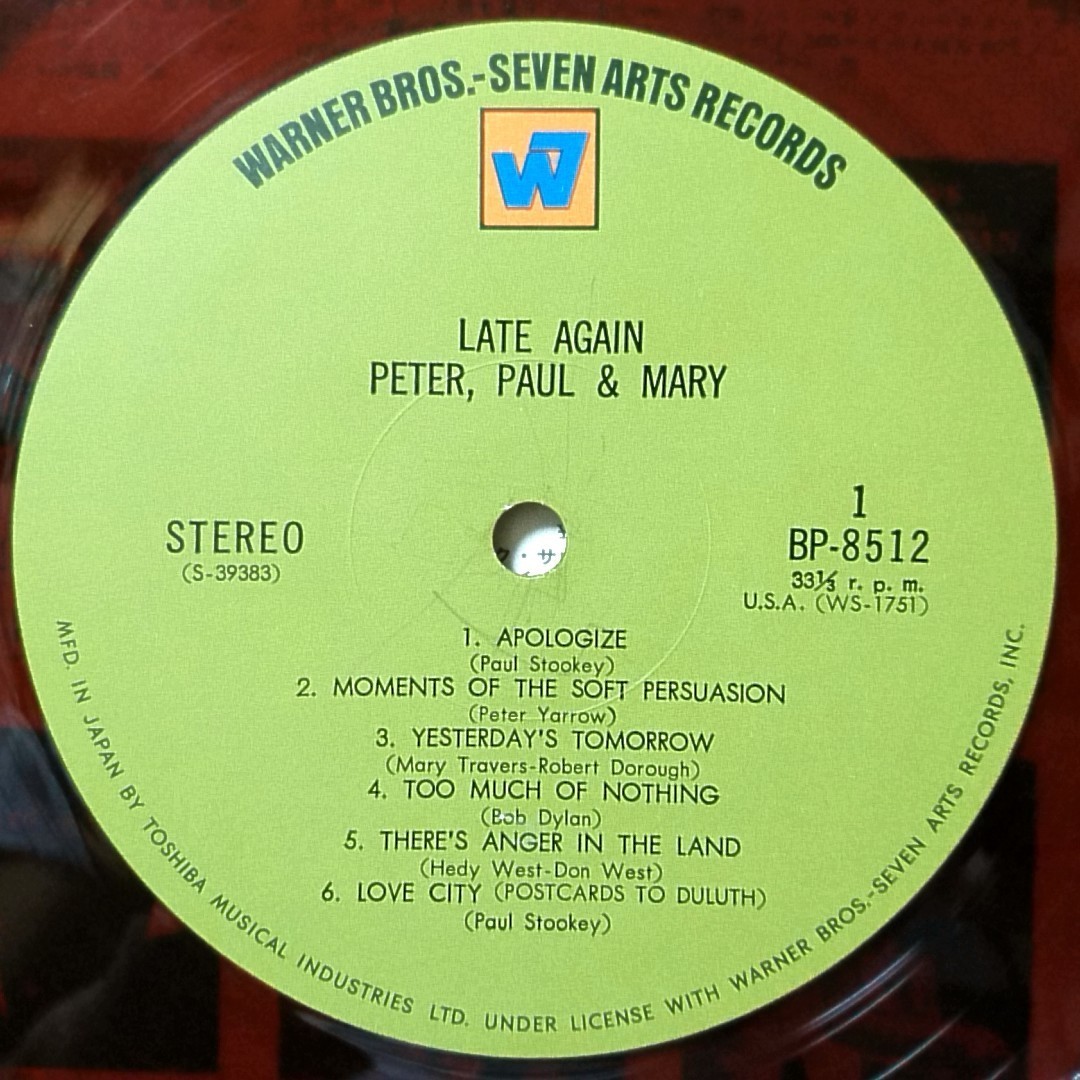 WARNER BROS.-SEVEN ARTS RECORDS
W7
LATE AGAIN
PETER, PAUL & MARY
STEREO
(S-39383)
1
BP-8512
33⅓ r. p. m.
U.S.A. (WS-1751)
1. APOLOGIZE
(Paul Stookey)
2. MOMENTS OF THE SOFT PERSUASION
(Peter Yarrow)
3. YESTERDAY'S TOMORROW
(Mary Travers-Robert Dorough)
4. TOO MUCH OF NOTHING
(Bob Dylan)
5. THERE'S ANGER IN THE LAND
(Hedy West-Don West)
6. LOVE CITY (POSTCARDS TO DULUTH)
(Paul Stookey)
MFD. IN JAPAN BY TOSHIBA MUSICAL INDUSTRIES LTD. UNDER LICENSE WITH WARNER BROS.-SEVEN ARTS RECORDS, INC.